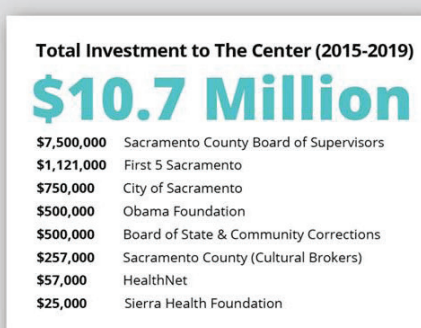 Total Investment to The Center (2015-2019)
$10.7 Million
$7,500,000 Sacramento County Board of Supervisors
$1,121,000 First 5 Sacramento
$750,000 City of Sacramento
$500,000 Obama Foundation
$500,000 Board of State & Community Corrections
$257,000 Sacramento County (Cultural Brokers)
$57,000 HealthNet
$25,000 Sierra Health Foundation